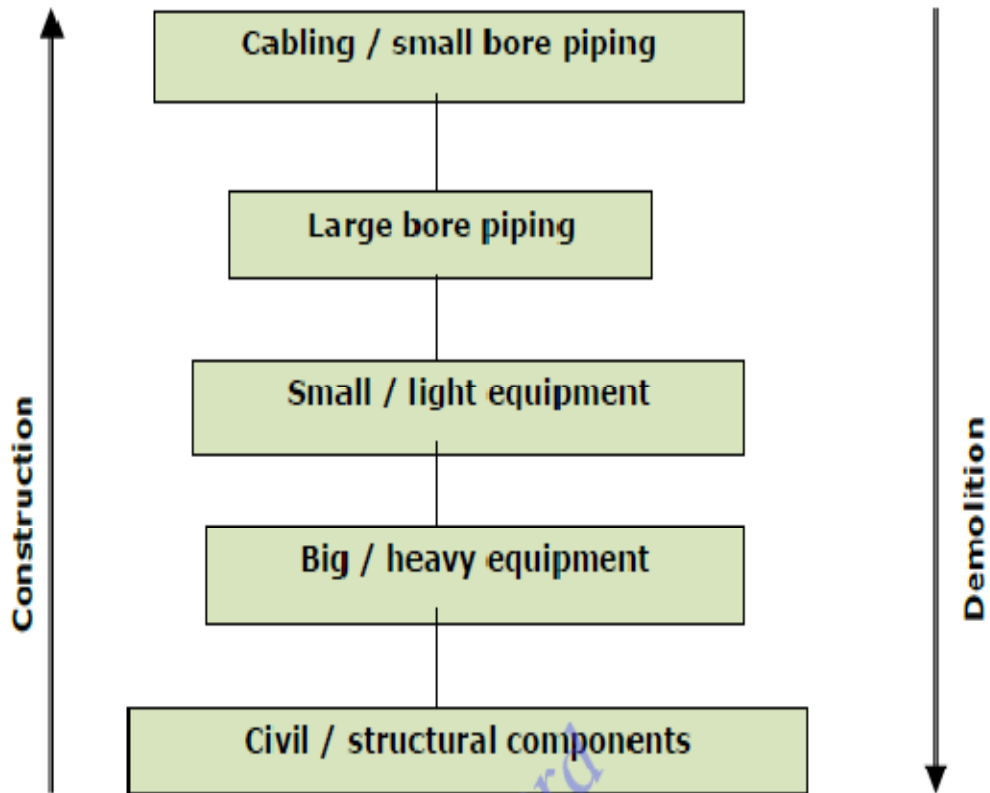 Cabling / small bore piping
Large bore piping
Small / light equipment
Big / heavy equipment
Civil / structural components
Construction
Demolition